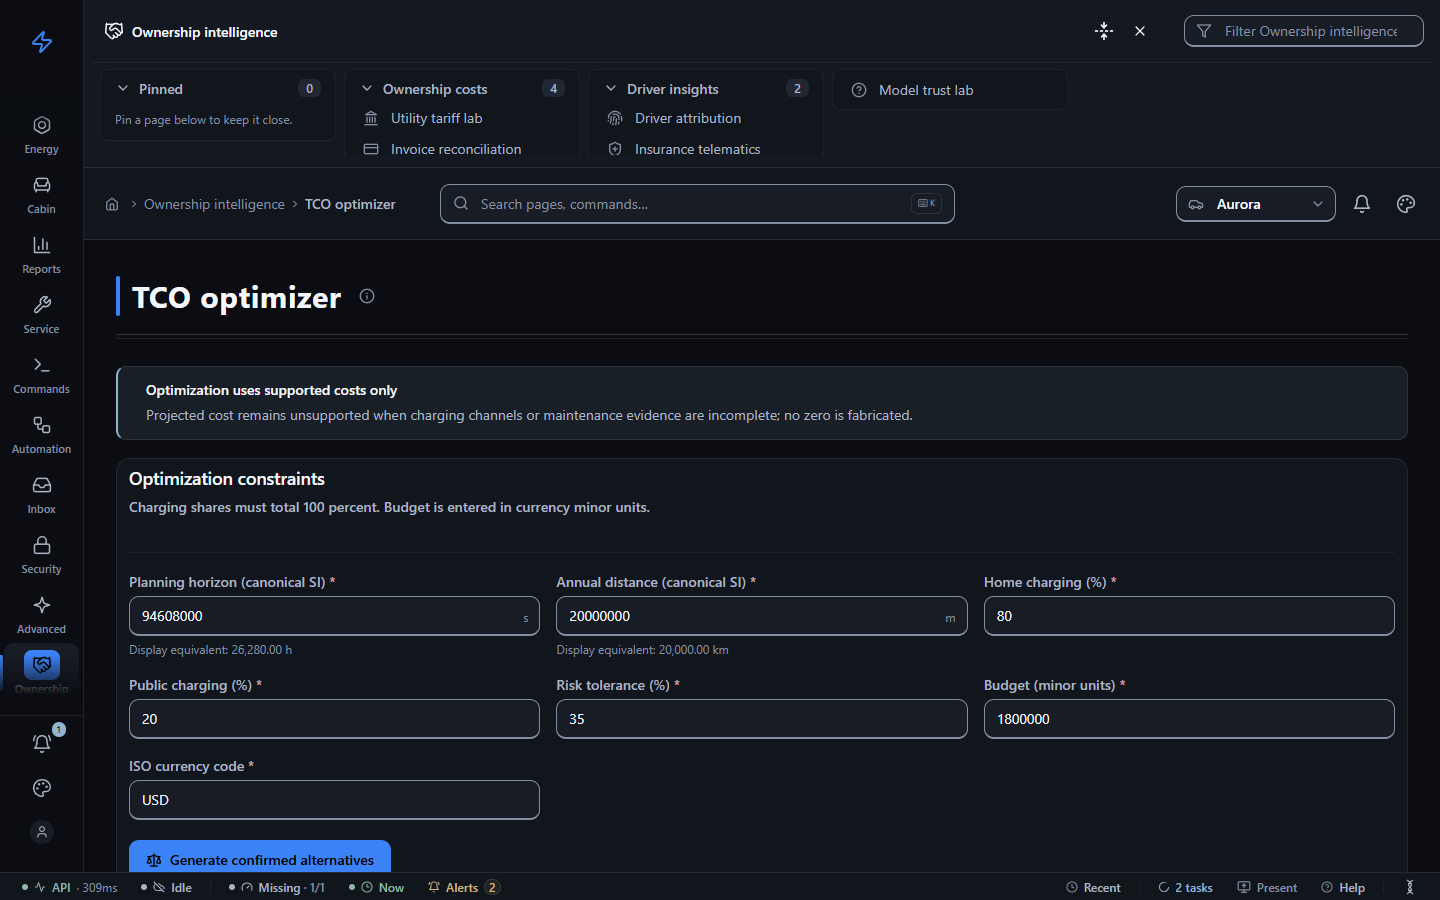 Ownership intelligence
Filter Ownership intelligence
Pinned 0
Pin a page below to keep it close.
Ownership costs 4
Utility tariff lab
Invoice reconciliation
Driver insights 2
Driver attribution
Insurance telematics
Model trust lab
Energy
Cabin
Reports
Service
Commands
Automation
Inbox
Security
Advanced
Ownership
1
Ownership intelligence
TCO optimizer
Search pages, commands...
K
Aurora
TCO optimizer
Optimization uses supported costs only
Projected cost remains unsupported when charging channels or maintenance evidence are incomplete; no zero is fabricated.
Optimization constraints
Charging shares must total 100 percent. Budget is entered in currency minor units.
Planning horizon (canonical SI) *
94608000 s
Display equivalent: 26,280.00 h
Annual distance (canonical SI) *
20000000 m
Display equivalent: 20,000.00 km
Home charging (%) *
80
Public charging (%) *
20
Risk tolerance (%) *
35
Budget (minor units) *
1800000
ISO currency code *
USD
Generate confirmed alternatives
API · 309ms
Idle
Missing · 1/1
Now
Alerts 2
Recent
2 tasks
Present
Help